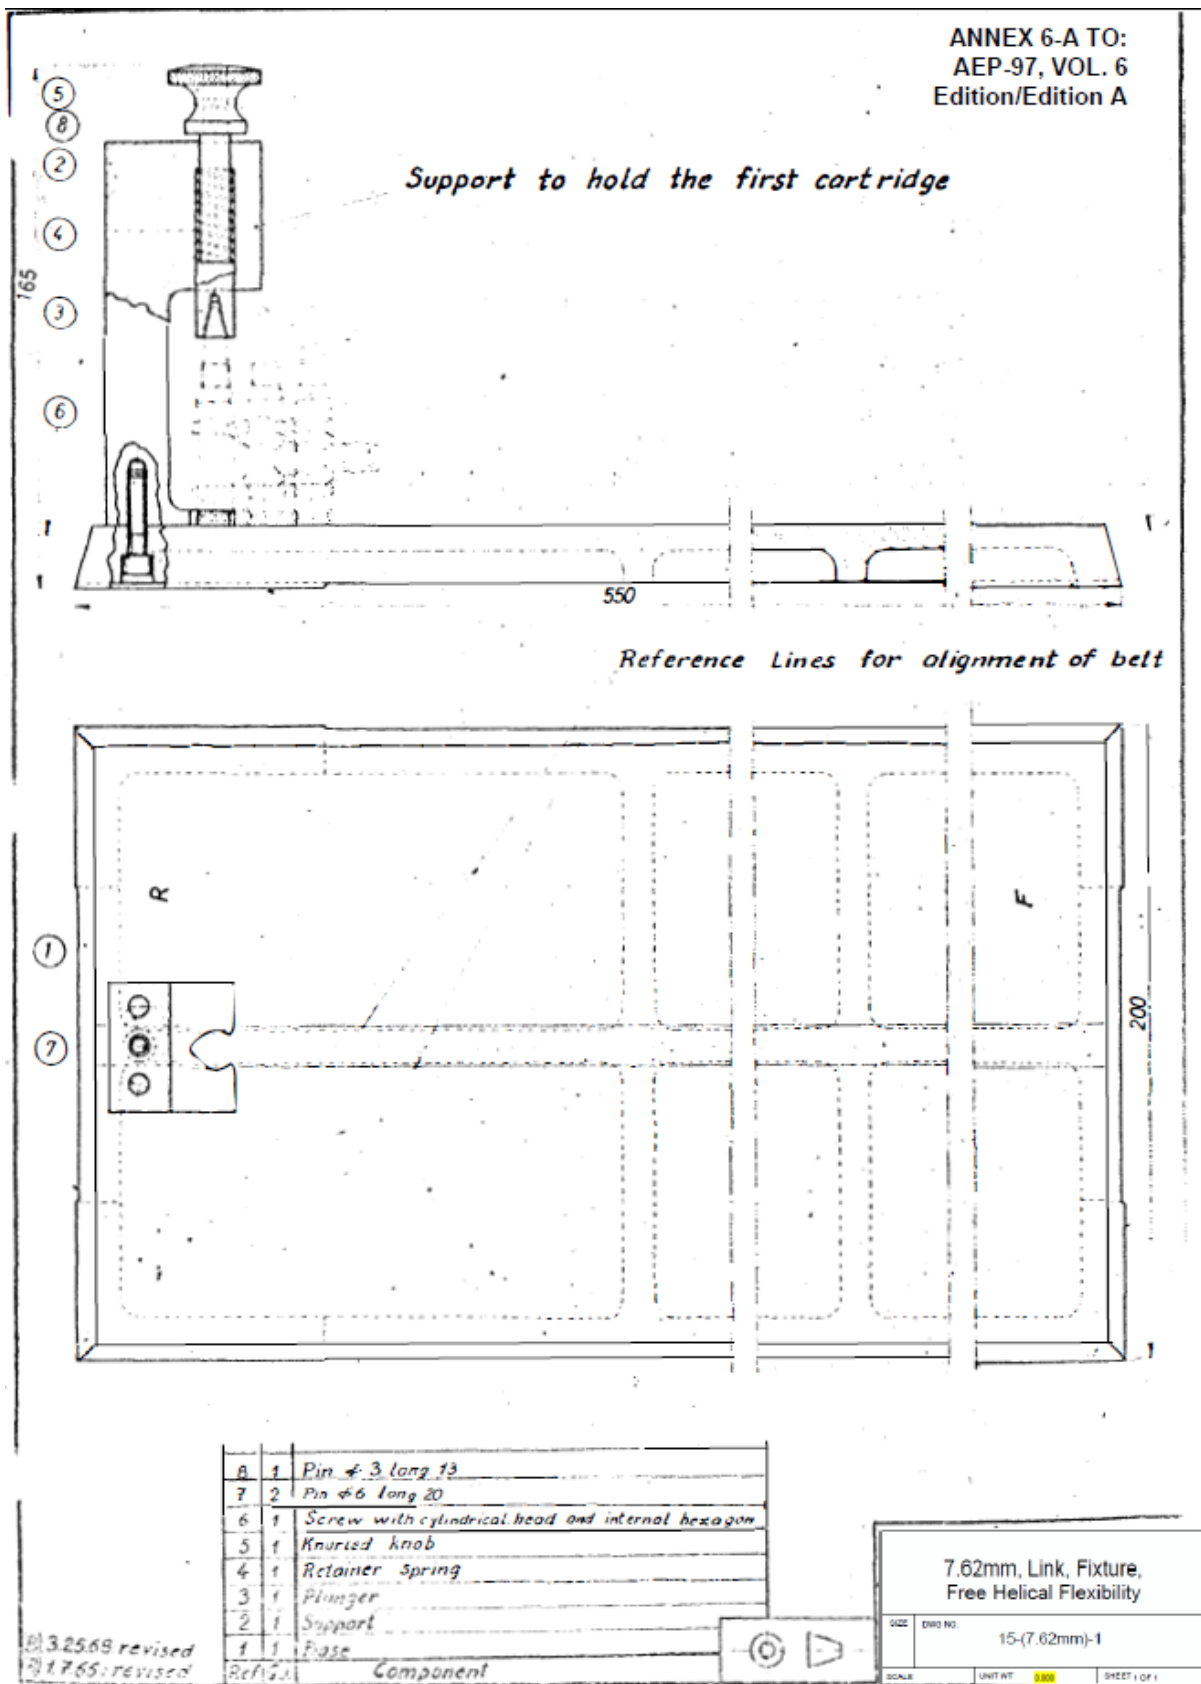 ANNEX 6-A TO:
AEP-97, VOL. 6
Edition/Edition A
5
8
2
Support to hold the first cartridge
4
165
3
6
550
Reference Lines for alignment of belt
R
F
1
200
7
8 1 Pin ⌀ 3 long 13
7 2 Pin ⌀6 long 20
6 1 Screw with cylindrical head and internal hexagon
5 1 Knurled knob
4 1 Retainer spring
3 1 Plunger
2 1 Support
1 1 Base
Ref Component
3.25.68 revised
1.7.65: revised
7.62mm, Link, Fixture,
Free Helical Flexibility
SIZE DWG NO.
15-(7.62mm)-1
SCALE UNIT WT 0.000 SHEET 1 OF 1